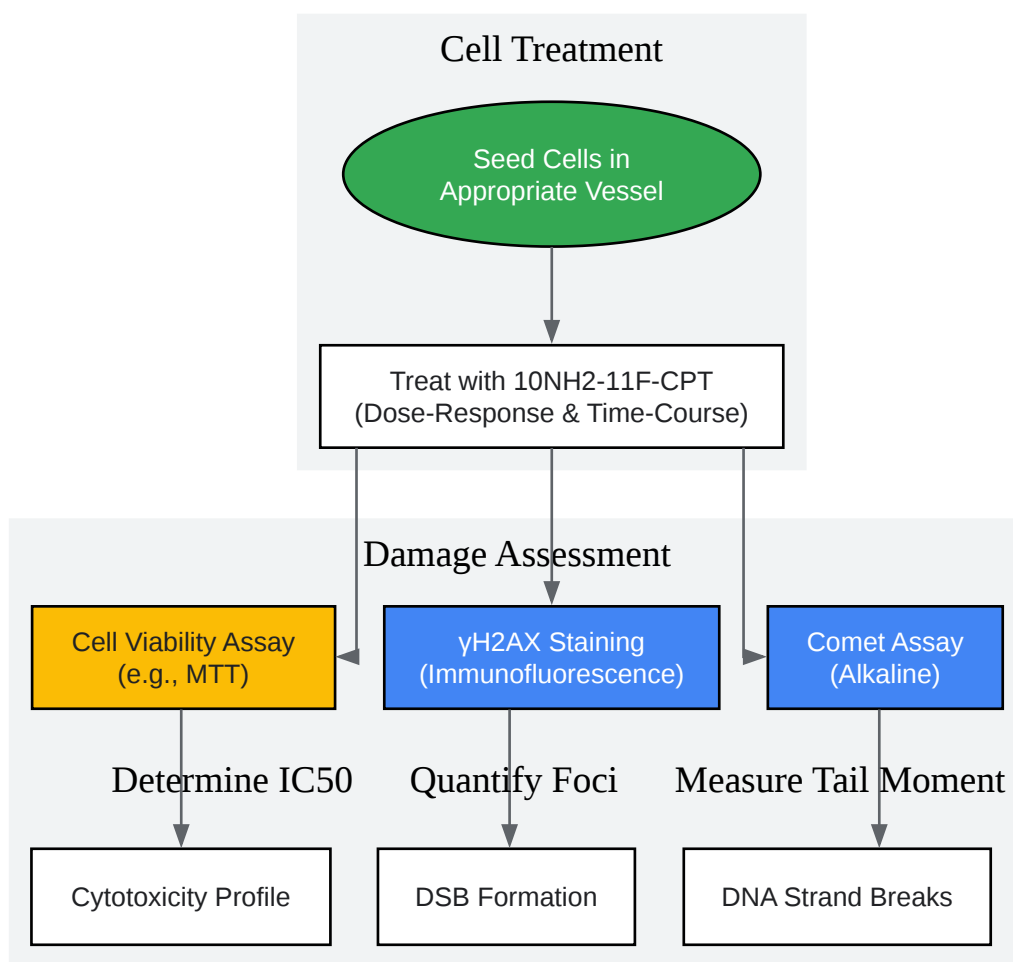 Cell Treatment
Seed Cells in
Appropriate Vessel
Treat with 10NH2-11F-CPT
(Dose-Response & Time-Course)
Damage Assessment
Cell Viability Assay
(e.g., MTT)
γH2AX Staining
(Immunofluorescence)
Comet Assay
(Alkaline)
Determine IC50
Quantify Foci
Measure Tail Moment
Cytotoxicity Profile
DSB Formation
DNA Strand Breaks